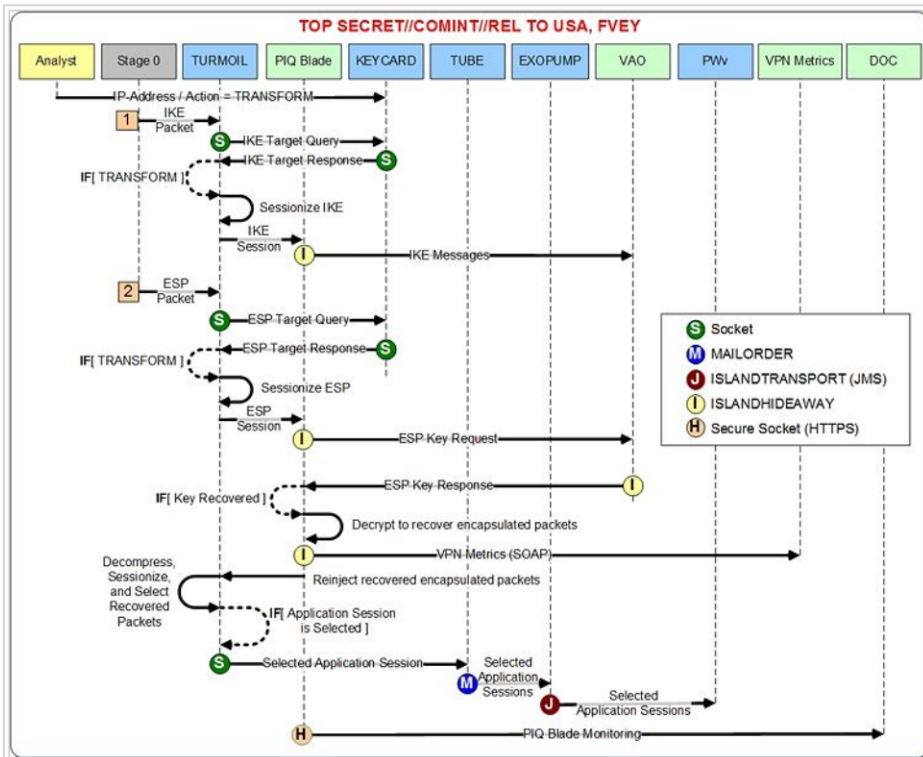 TOP SECRET//COMINT//REL TO USA, FVEY
Analyst
Stage 0
TURMOIL
PIQ Blade
KEYCARD
TUBE
EXOPUMP
VAO
PWv
VPN Metrics
DOC
IP-Address / Action = TRANSFORM
1
IKE
Packet
S
IKE Target Query
IKE Target Response
S
IF[ TRANSFORM ]
Sessionize IKE
IKE
Session
I
IKE Messages
2
ESP
Packet
S
ESP Target Query
ESP Target Response
S
IF[ TRANSFORM ]
Sessionize ESP
ESP
Session
I
ESP Key Request
S
Socket
M
MAILORDER
J
ISLANDTRANSPORT (JMS)
I
ISLANDHIDEAWAY
H
Secure Socket (HTTPS)
ESP Key Response
I
IF[ Key Recovered ]
Decrypt to recover encapsulated packets
I
VPN Metrics (SOAP)
Decompress,
Sessionize,
and Select
Recovered
Packets
Reinject recovered encapsulated packets
IF[ Application Session
is Selected ]
S
Selected Application Session
M
Selected
Application
Sessions
J
Selected
Application Sessions
H
PIQ Blade Monitoring